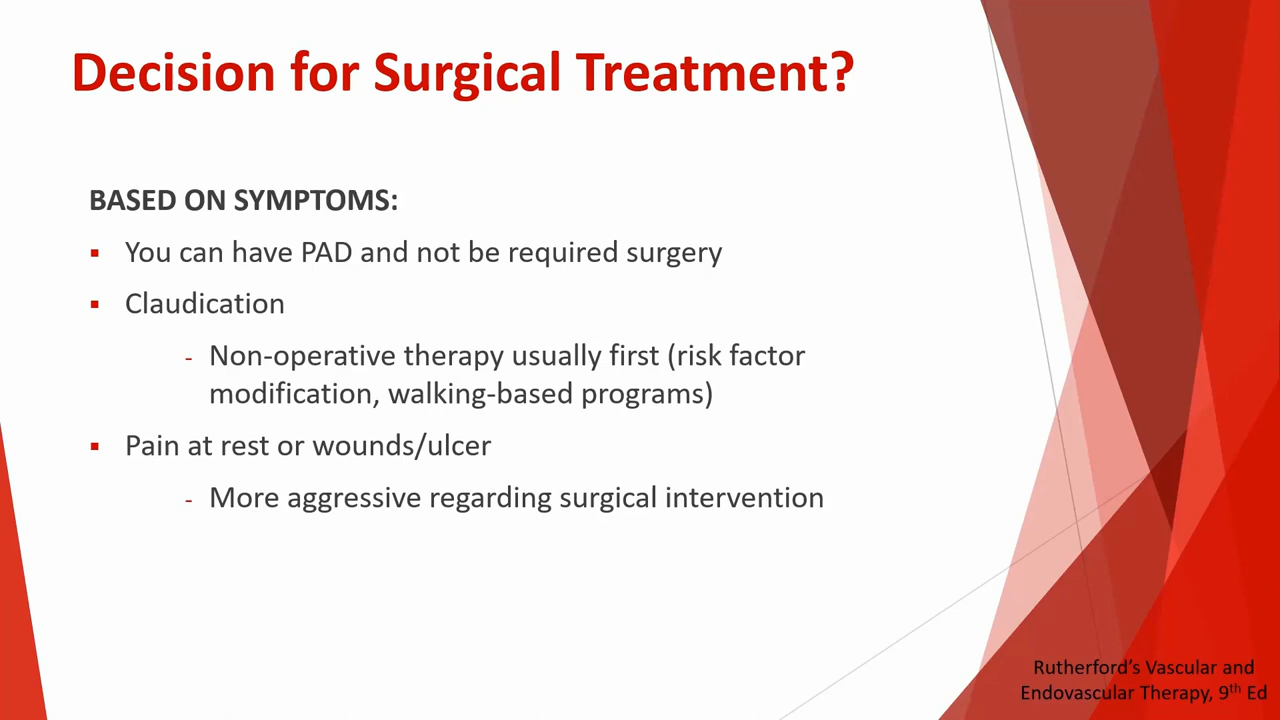 Decision for Surgical Treatment?
BASED ON SYMPTOMS:
▪ You can have PAD and not be required surgery
▪ Claudication
- Non-operative therapy usually first (risk factor
modification, walking-based programs)
▪ Pain at rest or wounds/ulcer
- More aggressive regarding surgical intervention
Rutherford’s Vascular and
Endovascular Therapy, 9th Ed